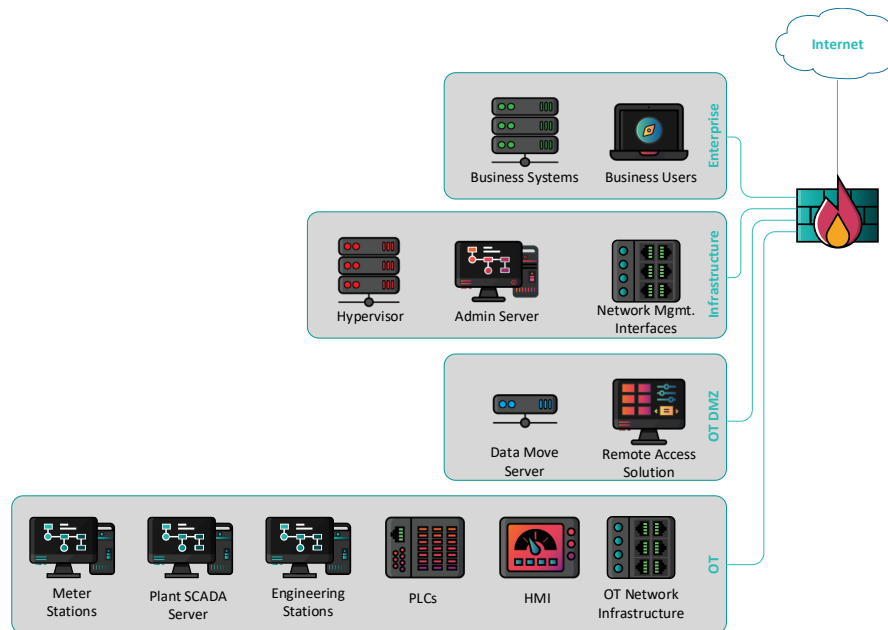 Internet
Enterprise
Business Systems
Business Users
Infrastructure
Hypervisor
Admin Server
Network Mgmt.
Interfaces
OT DMZ
Data Move
Server
Remote Access
Solution
OT
Meter
Stations
Plant SCADA
Server
Engineering
Stations
PLCs
HMI
OT Network
Infrastructure